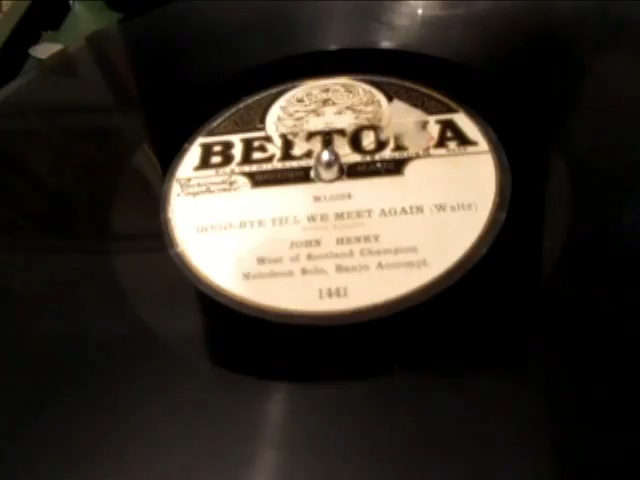 BELTONA
GOOD-BYE TILL WE MEET AGAIN (Waltz)
JOHN HENRY
West of Scotland Champion
Melodeon Solo, Banjo Accompt.
1441